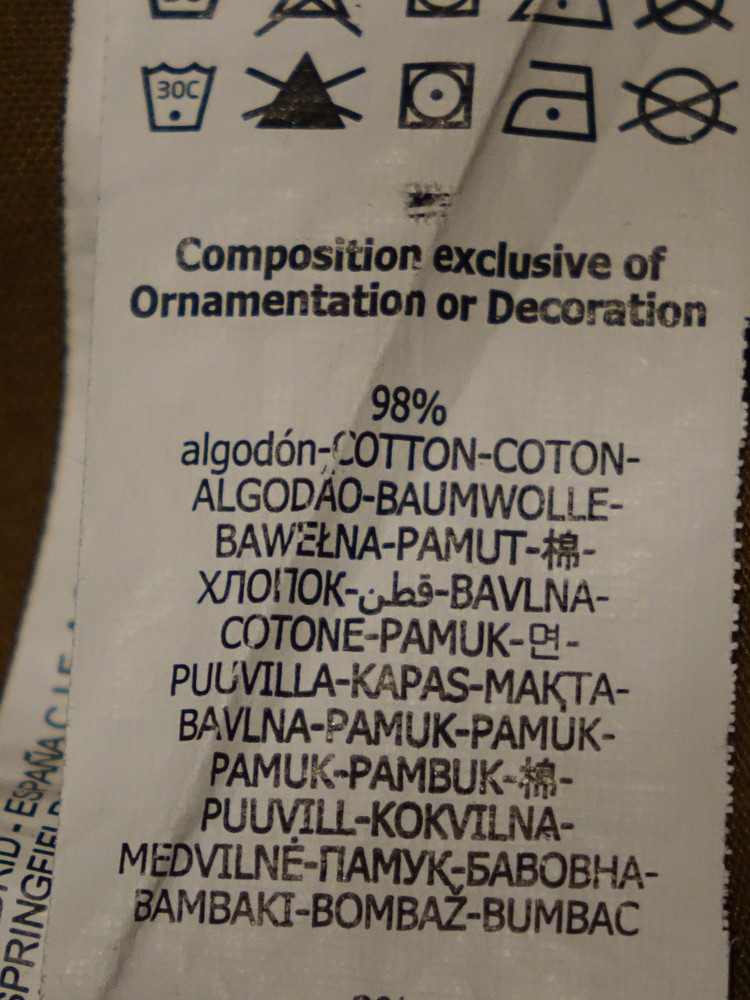 30C
Composition exclusive of
Ornamentation or Decoration
98%
algodón-COTTON-COTON-
ALGODÃO-BAUMWOLLE-
BAWEŁNA-PAMUT-棉-
ХЛОПОК-قطن-BAVLNA-
COTONE-PAMUK-면-
PUUVILLA-KAPAS-МАҚТА-
BAVLNA-PAMUK-PAMUK-
PAMUK-PAMBUK-棉-
PUUVILL-KOKVILNA-
MEDVILNĖ-ПАМУК-БАВОВНА-
BAMBAKI-BOMBAŽ-BUMBAC
ESPAÑA C.I.F.
SPRINGFIELD